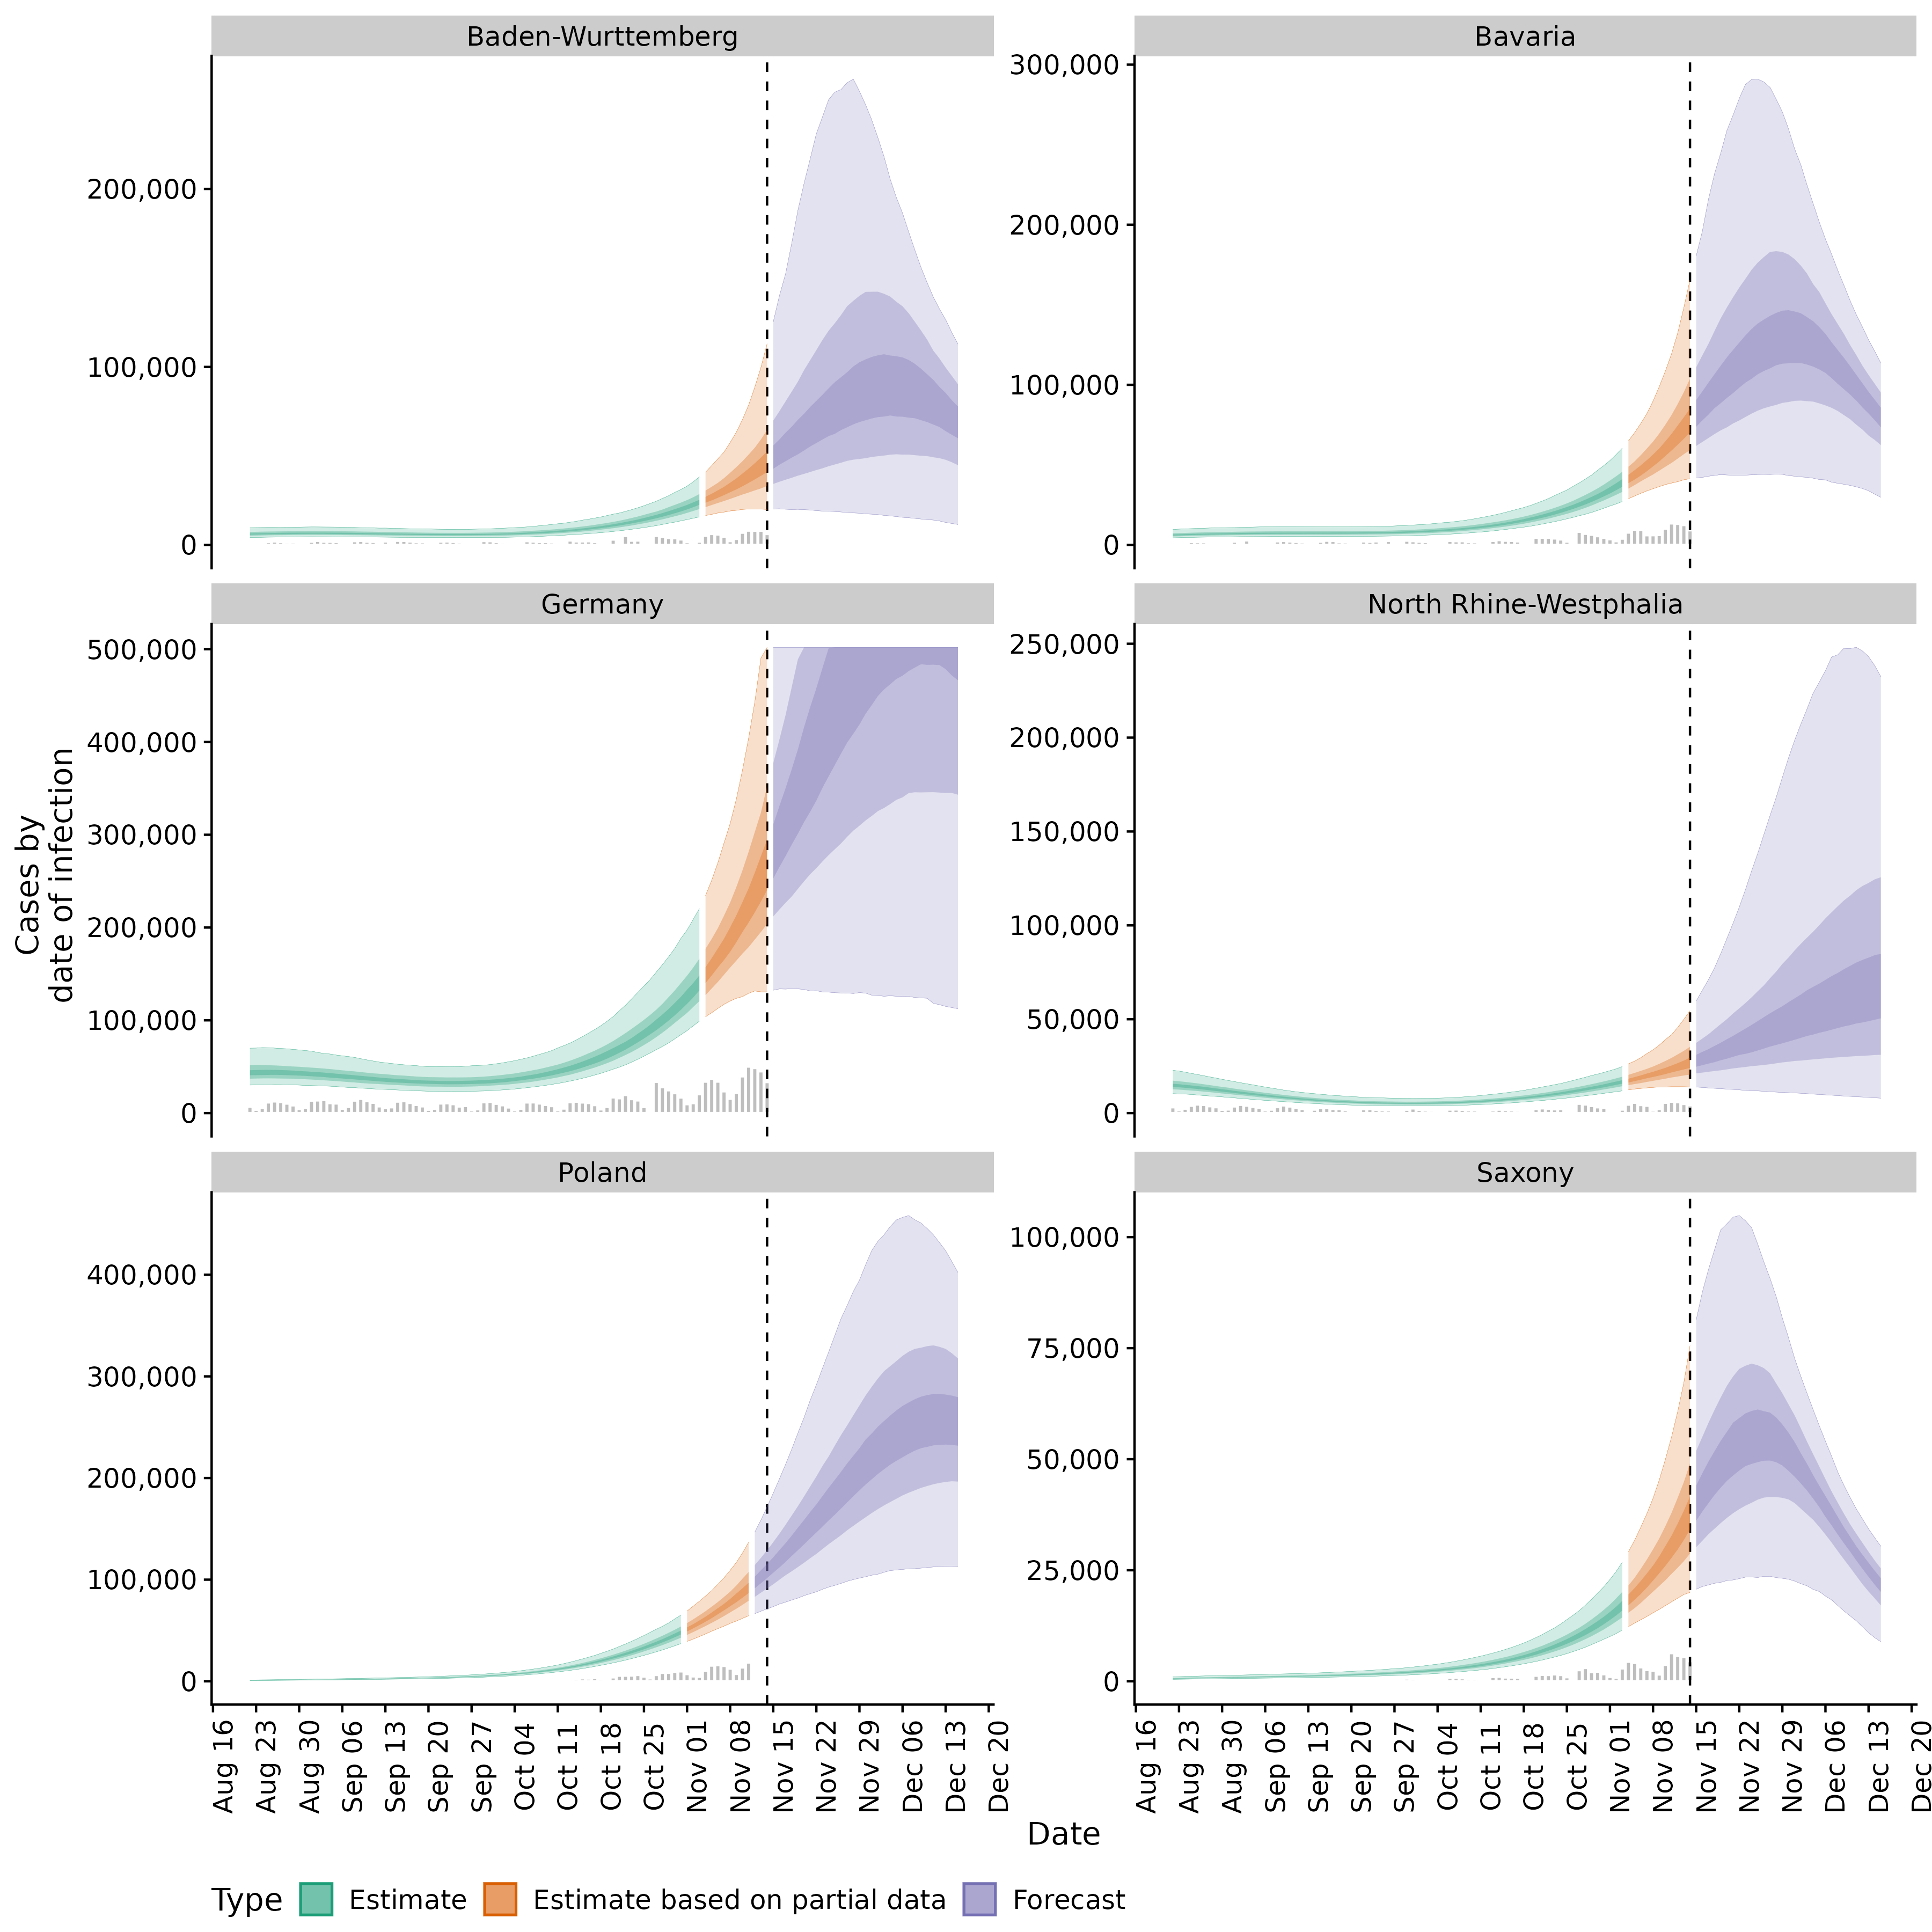 Baden-Wurttemberg
Bavaria
200,000
100,000
0
300,000
200,000
100,000
0
Germany
North Rhine-Westphalia
500,000
400,000
300,000
200,000
100,000
0
250,000
200,000
150,000
100,000
50,000
0
Cases by
date of infection
Poland
Saxony
400,000
300,000
200,000
100,000
0
100,000
75,000
50,000
25,000
0
Aug 16
Aug 23
Aug 30
Sep 06
Sep 13
Sep 20
Sep 27
Oct 04
Oct 11
Oct 18
Oct 25
Nov 01
Nov 08
Nov 15
Nov 22
Nov 29
Dec 06
Dec 13
Dec 20
Aug 16
Aug 23
Aug 30
Sep 06
Sep 13
Sep 20
Sep 27
Oct 04
Oct 11
Oct 18
Oct 25
Nov 01
Nov 08
Nov 15
Nov 22
Nov 29
Dec 06
Dec 13
Dec 20
Date
Type Estimate Estimate based on partial data Forecast